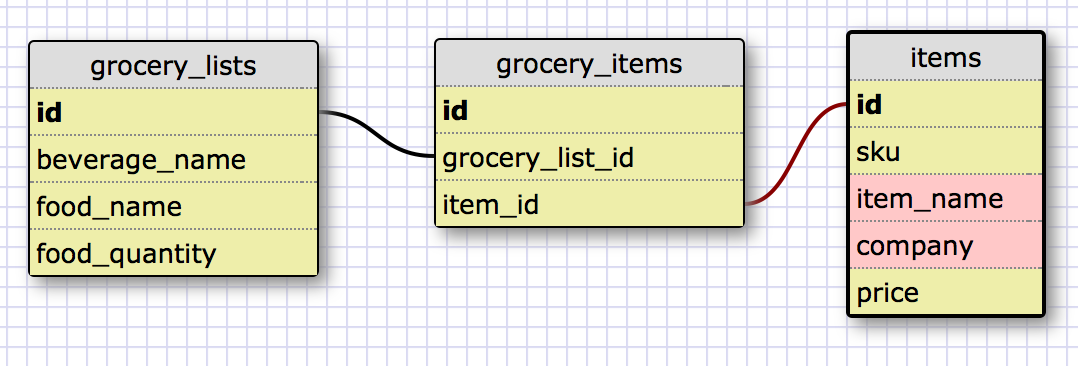 grocery_lists
id
beverage_name
food_name
food_quantity
grocery_items
id
grocery_list_id
item_id
items
id
sku
item_name
company
price